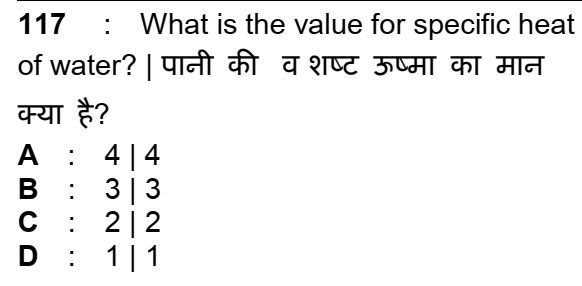 117 : What is the value for specific heat
of water? | पानी की व शष्ट ऊष्मा का मान
क्या है?
A : 4 | 4
B : 3 | 3
C : 2 | 2
D : 1 | 1